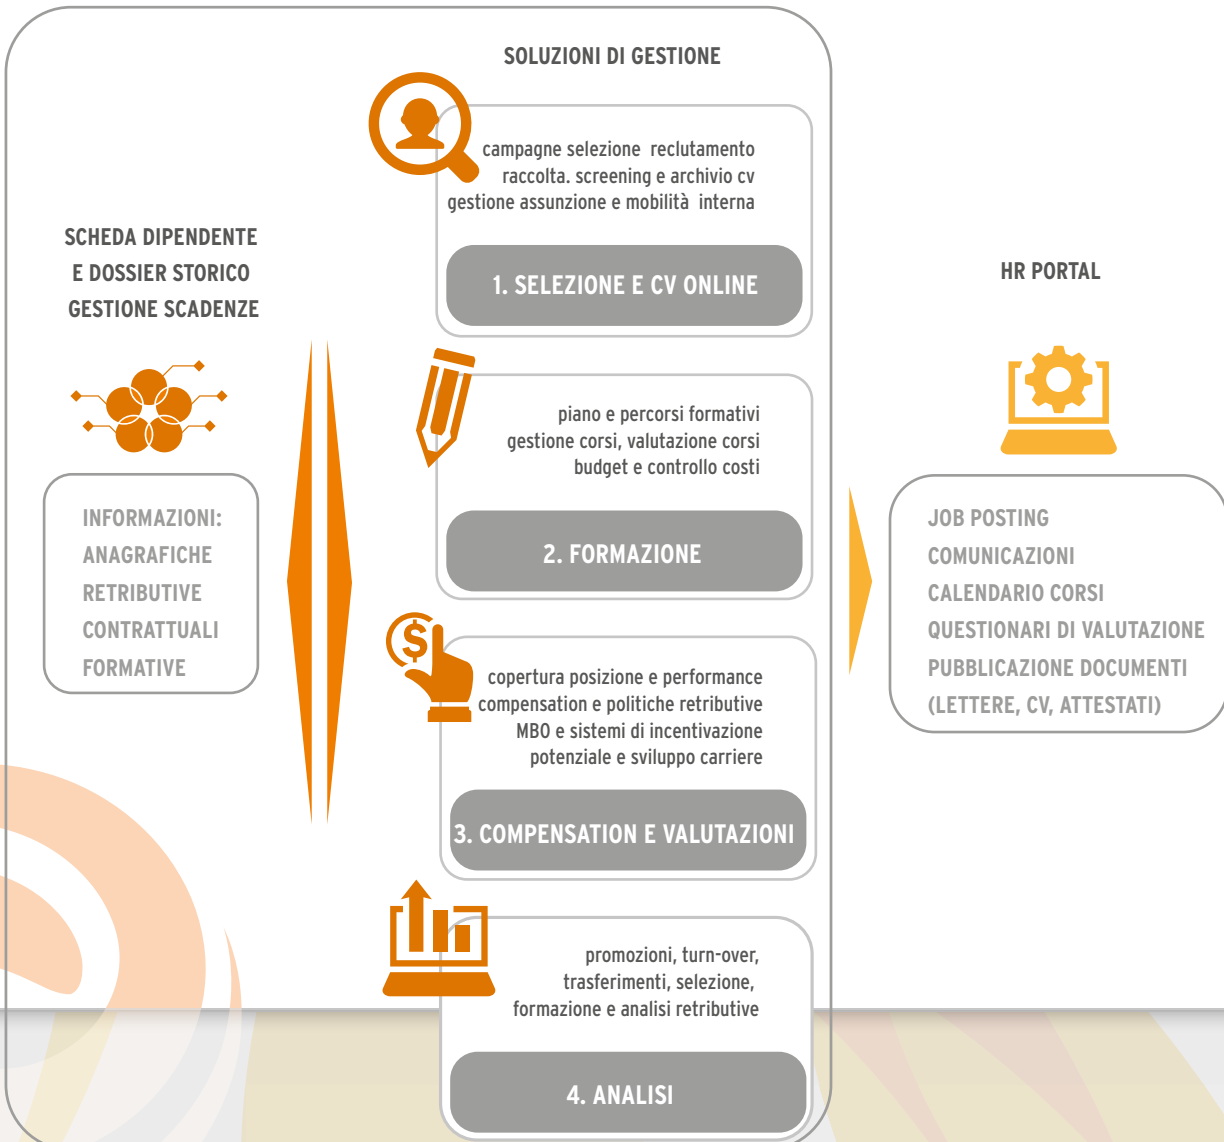 SOLUZIONI DI GESTIONE
campagne selezione reclutamento
raccolta. screening e archivio cv
gestione assunzione e mobilità interna
1. SELEZIONE E CV ONLINE
SCHEDA DIPENDENTE
E DOSSIER STORICO
GESTIONE SCADENZE
INFORMAZIONI:
ANAGRAFICHE
RETRIBUTIVE
CONTRATTUALI
FORMATIVE
piano e percorsi formativi
gestione corsi, valutazione corsi
budget e controllo costi
2. FORMAZIONE
$
copertura posizione e performance
compensation e politiche retributive
MBO e sistemi di incentivazione
potenziale e sviluppo carriere
3. COMPENSATION E VALUTAZIONI
promozioni, turn-over,
trasferimenti, selezione,
formazione e analisi retributive
4. ANALISI
HR PORTAL
JOB POSTING
COMUNICAZIONI
CALENDARIO CORSI
QUESTIONARI DI VALUTAZIONE
PUBBLICAZIONE DOCUMENTI
(LETTERE, CV, ATTESTATI)